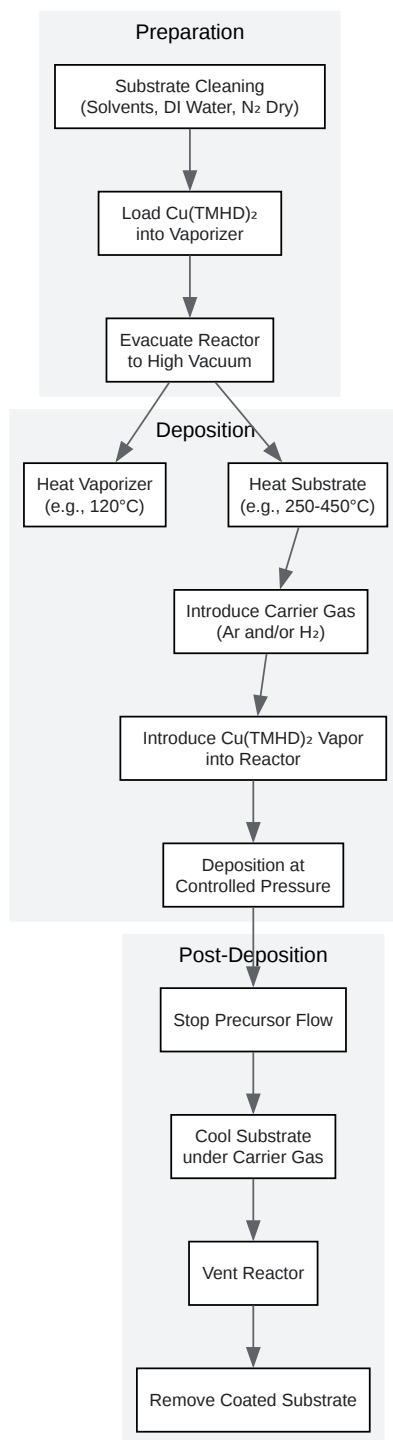 Preparation
Substrate Cleaning
(Solvents, DI Water, N₂ Dry)
Load Cu(TMHD)₂
into Vaporizer
Evacuate Reactor
to High Vacuum
Deposition
Heat Vaporizer
(e.g., 120°C)
Heat Substrate
(e.g., 250-450°C)
Introduce Carrier Gas
(Ar and/or H₂)
Introduce Cu(TMHD)₂ Vapor
into Reactor
Deposition at
Controlled Pressure
Post-Deposition
Stop Precursor Flow
Cool Substrate
under Carrier Gas
Vent Reactor
Remove Coated Substrate